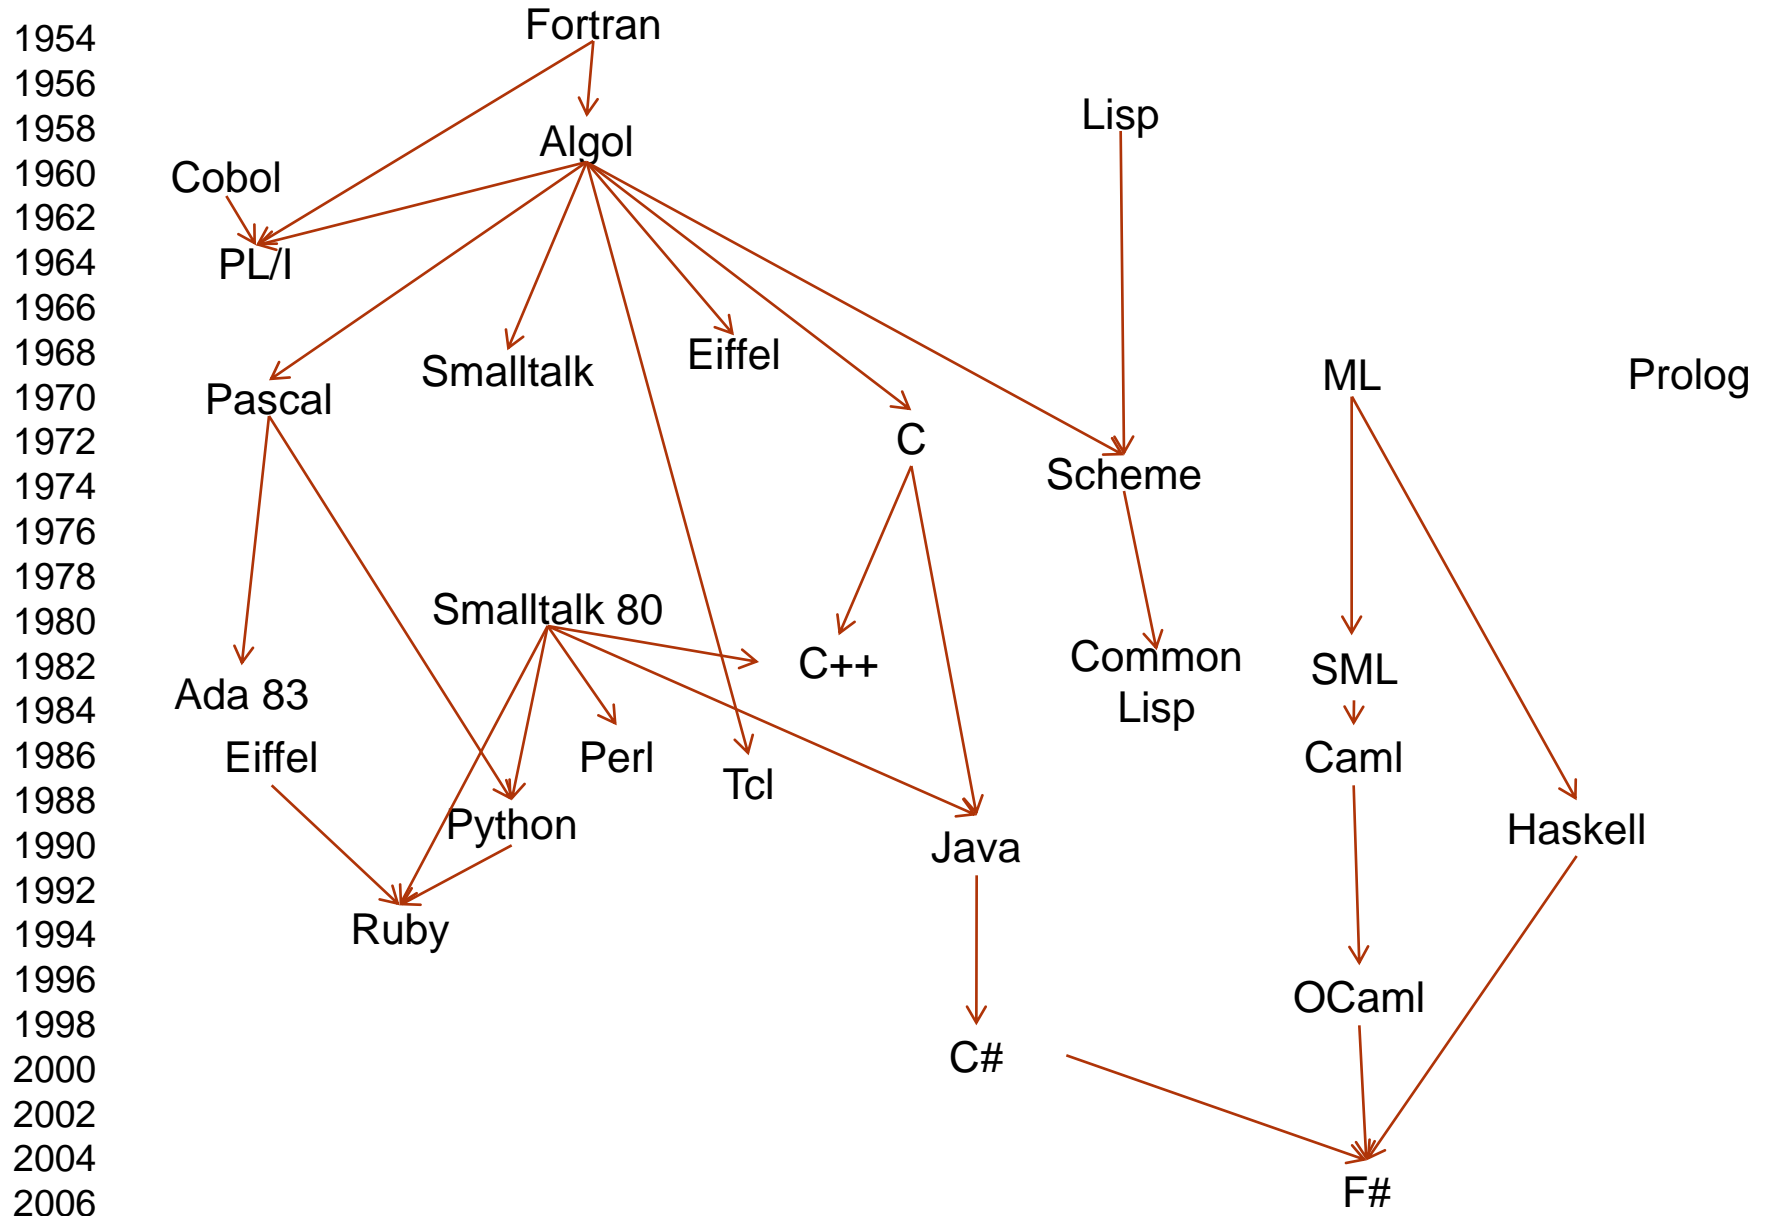 Fortran
1954
1956
Lisp
1958
Algol
1960
Cobol
1962
1964
PL/I
1966
1968
Eiffel
Smalltalk
ML
Prolog
1970
Pascal
1972
C
1974
Scheme
1976
1978
Smalltalk 80
1980
1982
C++
Common
Lisp
SML
Ada 83
1984
1986
Eiffel
Perl
Caml
Tcl
1988
Python
Haskell
1990
Java
1992
Ruby
1994
1996
OCaml
1998
C#
2000
2002
2004
F#
2006